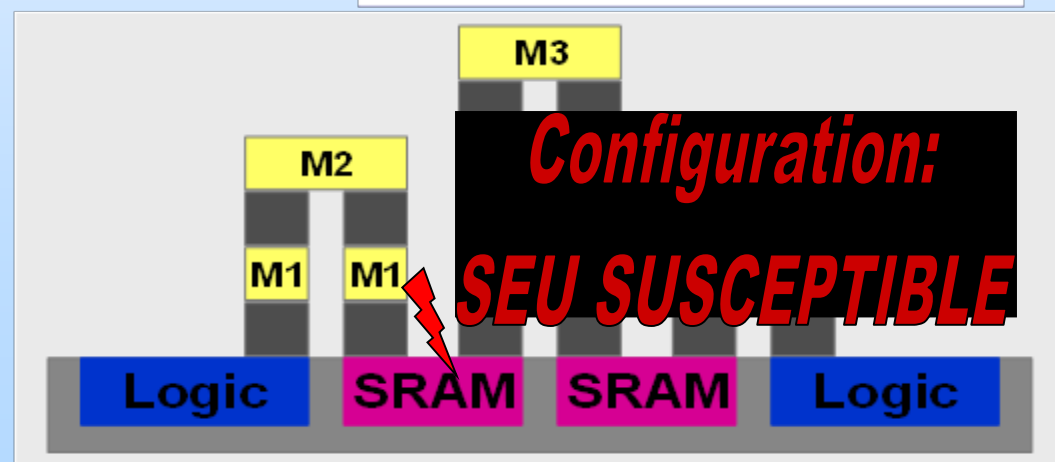 M3
M2
Configuration:
M1 M1
SEU SUSCEPTIBLE
Logic SRAM SRAM Logic